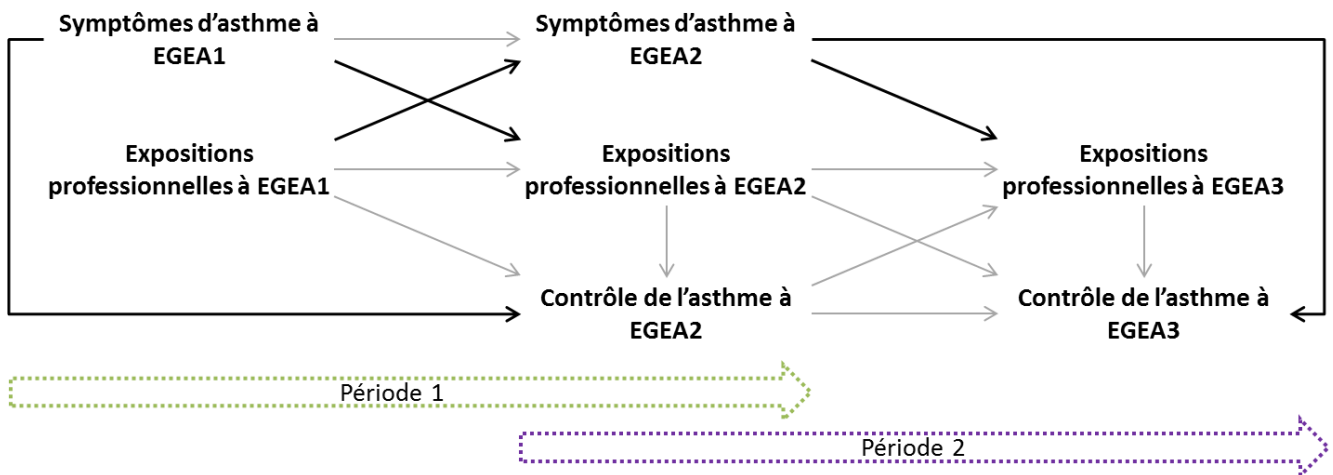 Symptômes d'asthme à
EGEA1
Symptômes d'asthme à
EGEA2
Expositions
professionnelles à EGEA1
Expositions
professionnelles à EGEA2
Expositions
professionnelles à EGEA3
Contrôle de l'asthme à
EGEA2
Contrôle de l'asthme à
EGEA3
Période 1
Période 2